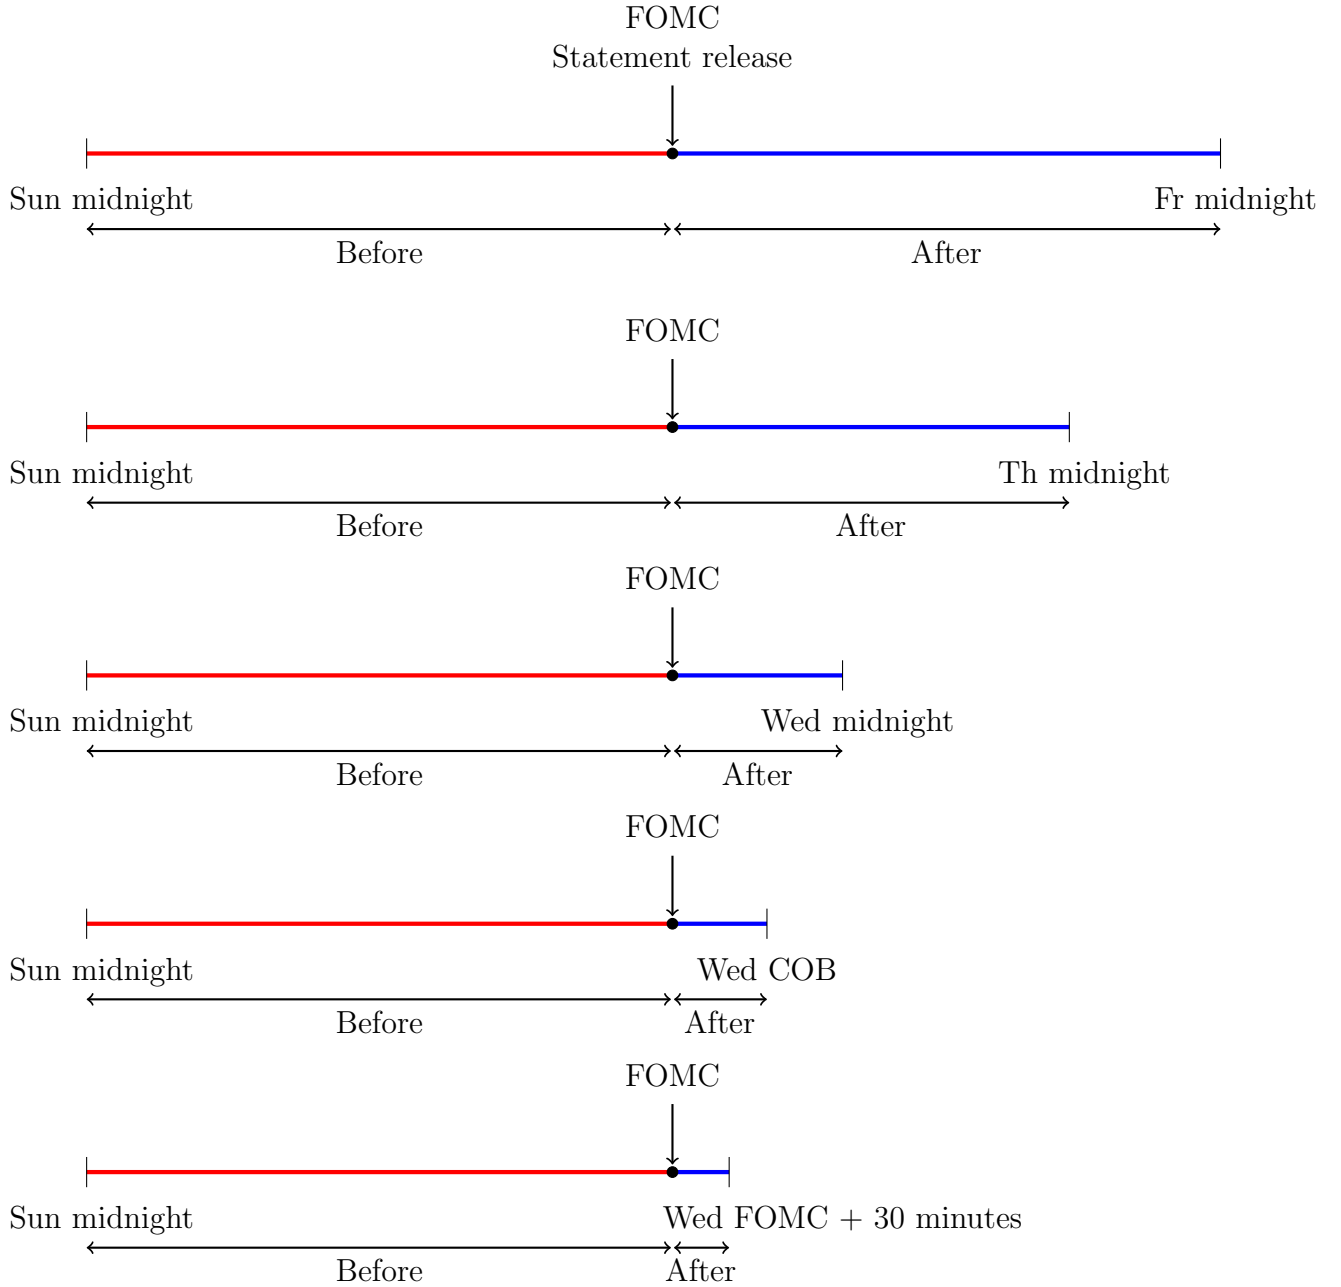 FOMC
Statement release
Sun midnight
Fr midnight
Before
After
FOMC
Sun midnight
Th midnight
Before
After
FOMC
Sun midnight
Wed midnight
Before
After
FOMC
Sun midnight
Wed COB
Before
After
FOMC
Sun midnight
Wed FOMC + 30 minutes
Before
After